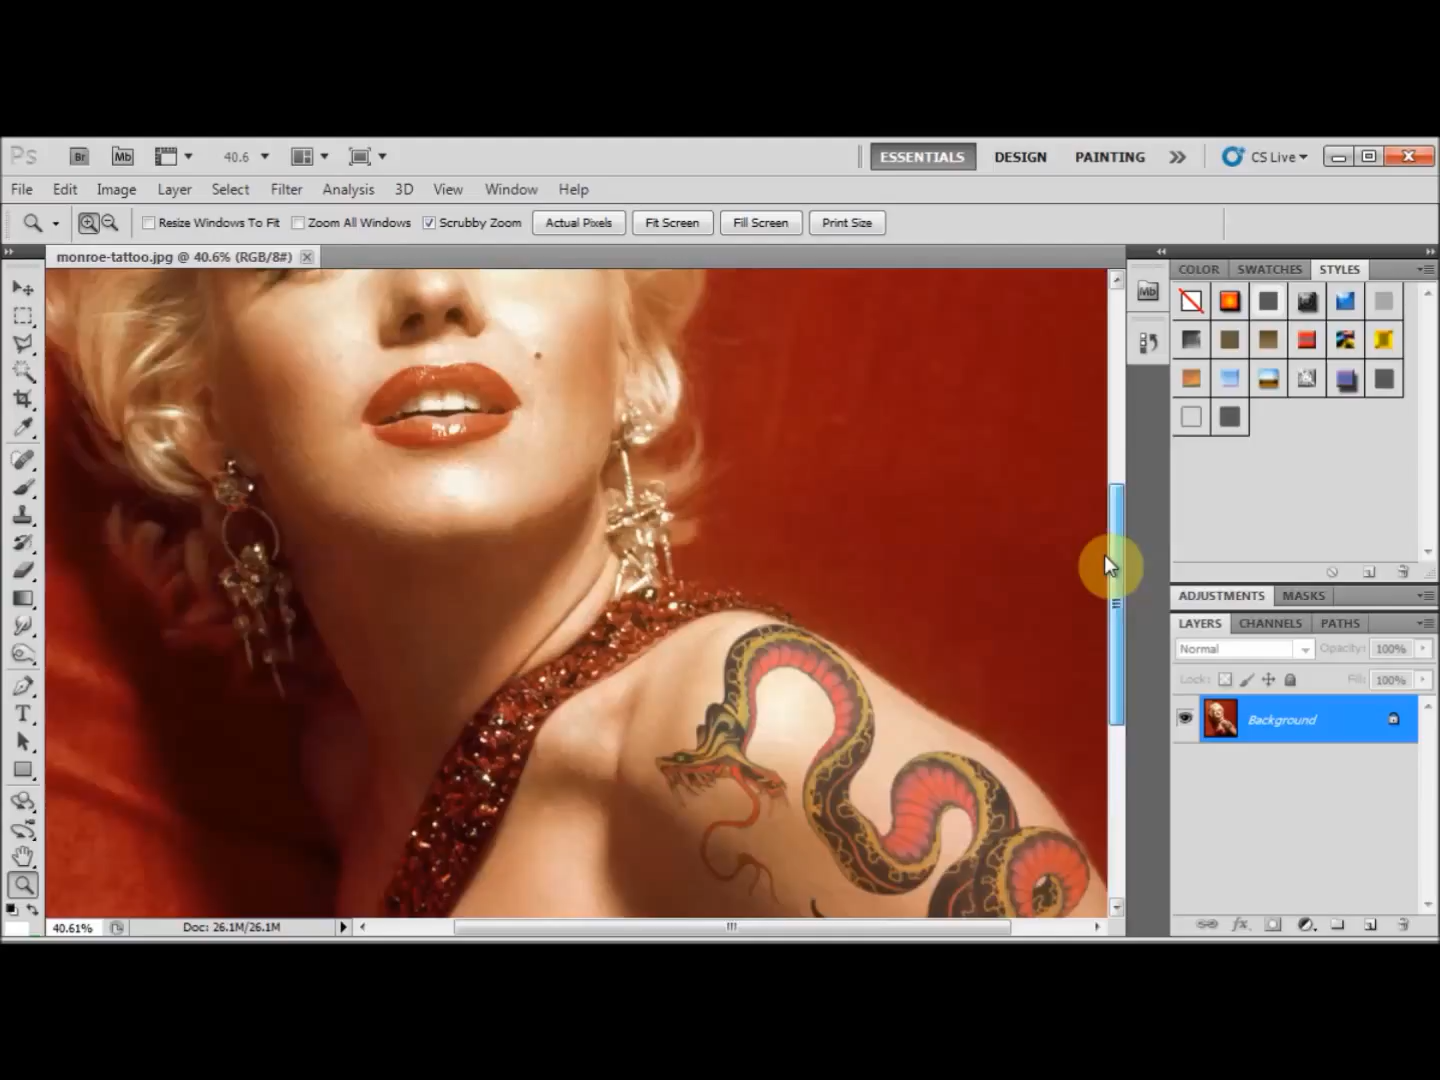 Ps Br Mb 40.6 ESSENTIALS DESIGN PAINTING CS Live
File Edit Image Layer Select Filter Analysis 3D View Window Help
Resize Windows To Fit Zoom All Windows Scrubby Zoom Actual Pixels Fit Screen Fill Screen Print Size
monroe-tattoo.jpg @ 40.6% (RGB/8#)
COLOR SWATCHES STYLES
Mb
ADJUSTMENTS MASKS
LAYERS CHANNELS PATHS
Normal Opacity: 100%
Lock: Fill: 100%
Background
40.61% Doc: 26.1M/26.1M